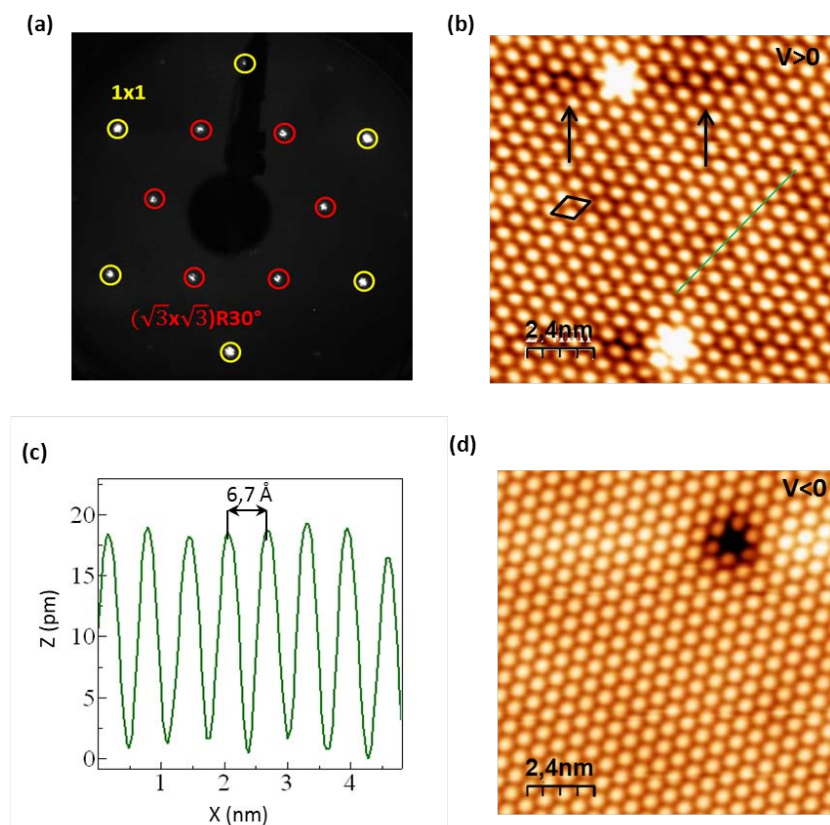 (a)
1x1
(√3x√3)R30°
(b)
V>0
2,4nm
(c)
6,7 Å
20
15
10
5
0
Z (pm)
1
2
3
4
X (nm)
(d)
V<0
2,4nm